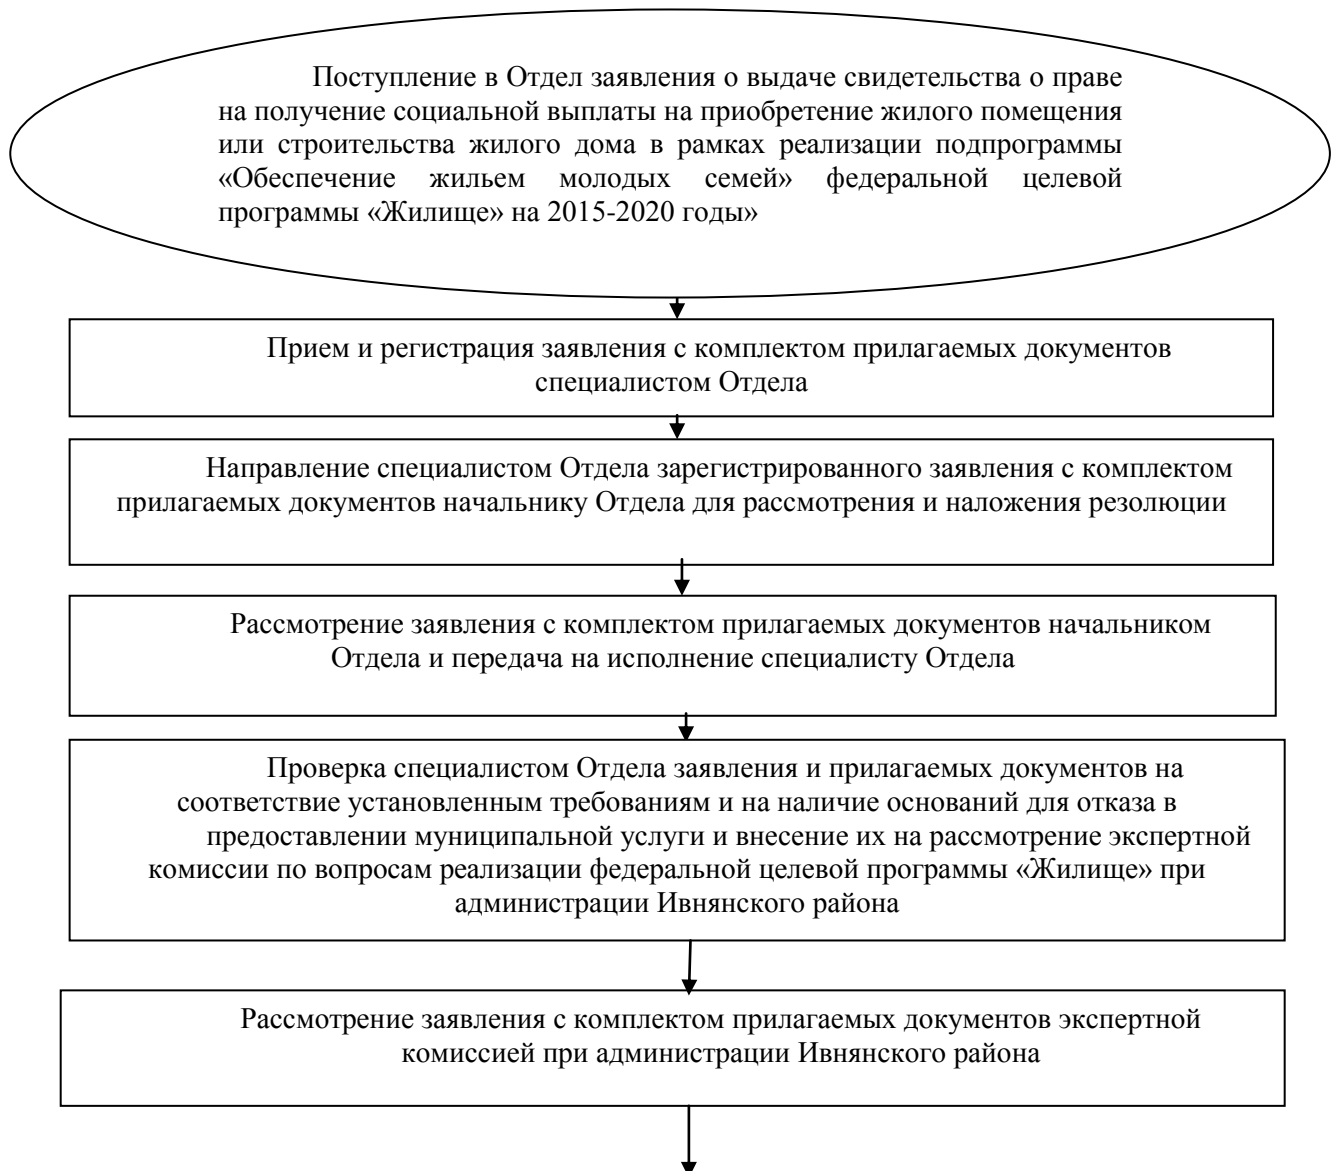 Поступление в Отдел заявления о выдаче свидетельства о праве
на получение социальной выплаты на приобретение жилого помещения
или строительства жилого дома в рамках реализации подпрограммы
«Обеспечение жильем молодых семей» федеральной целевой
программы «Жилище» на 2015-2020 годы»
Прием и регистрация заявления с комплектом прилагаемых документов
специалистом Отдела
Направление специалистом Отдела зарегистрированного заявления с комплектом
прилагаемых документов начальнику Отдела для рассмотрения и наложения резолюции
Рассмотрение заявления с комплектом прилагаемых документов начальником
Отдела и передача на исполнение специалисту Отдела
Проверка специалистом Отдела заявления и прилагаемых документов на
соответствие установленным требованиям и на наличие оснований для отказа в
предоставлении муниципальной услуги и внесение их на рассмотрение экспертной
комиссии по вопросам реализации федеральной целевой программы «Жилище» при
администрации Ивнянского района
Рассмотрение заявления с комплектом прилагаемых документов экспертной
комиссией при администрации Ивнянского района